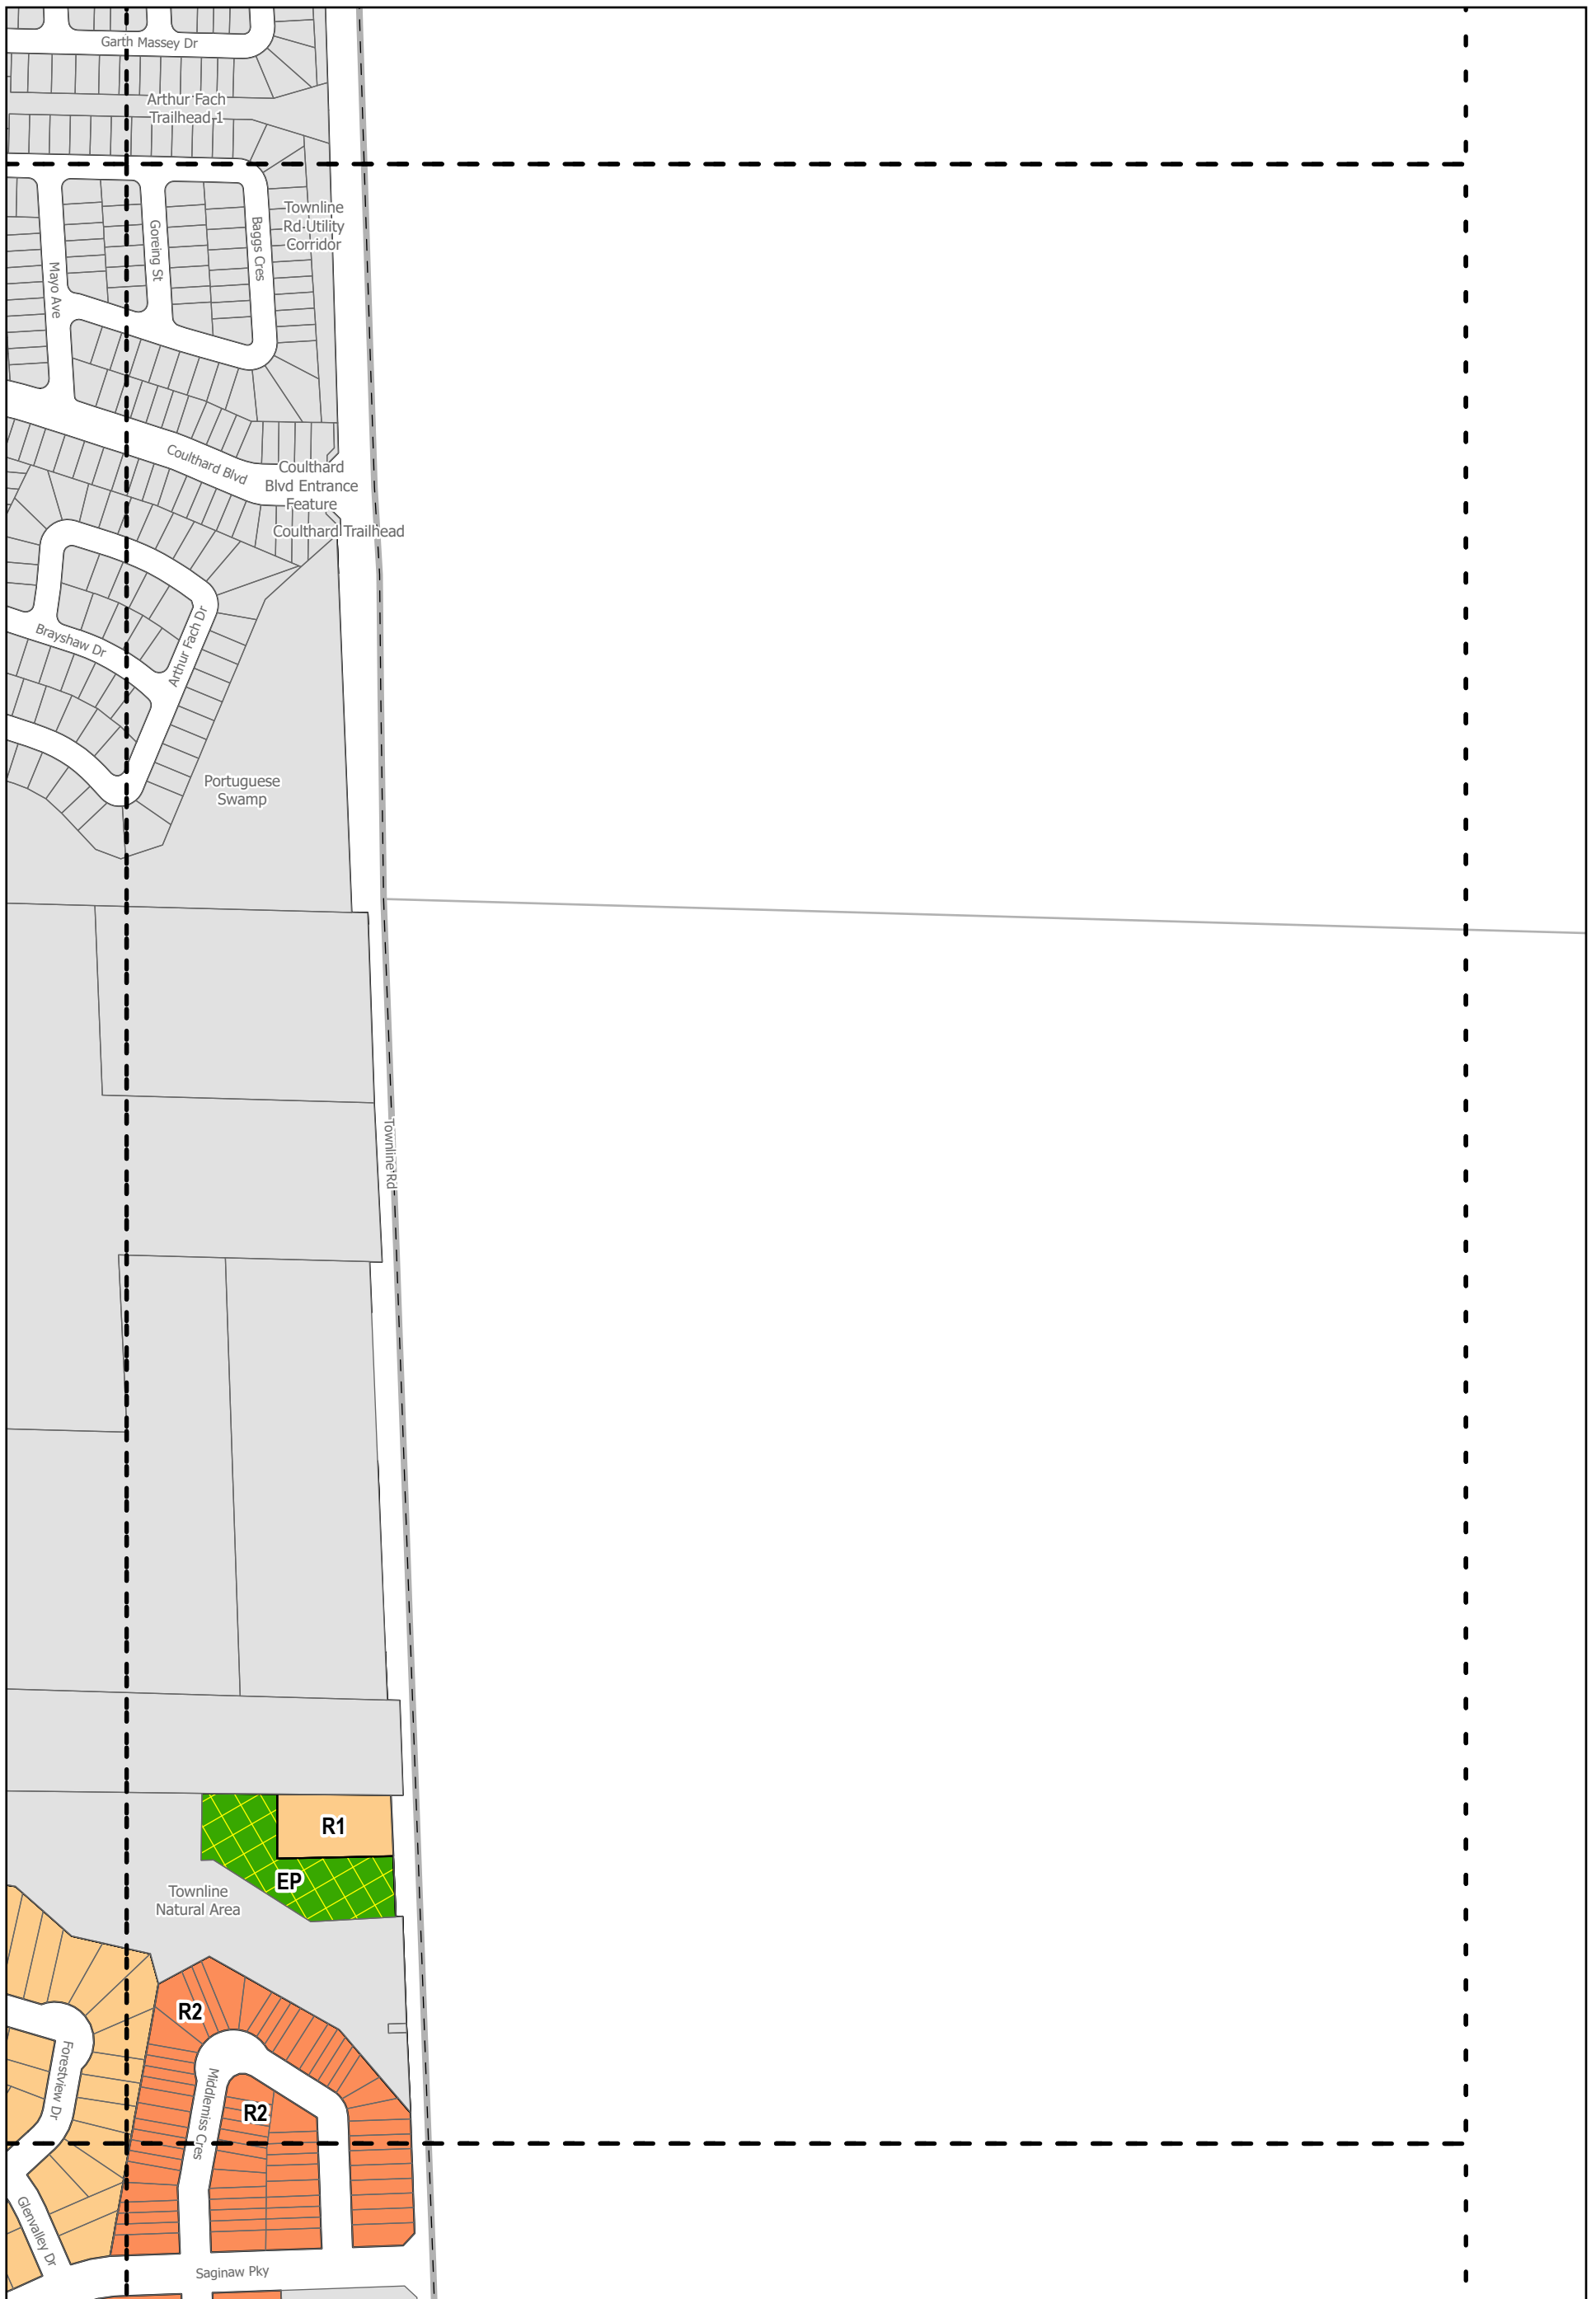 Garth Massey Dr
Arthur Fach
Trailhead 1
Townline
Rd-Utility
Corridor
Goreing St
Baggs Cres
Mayo Ave
Coulthard Blvd
Coulthard
Blvd Entrance
Feature
Coulthard Trailhead
Brayshaw Dr
Arthur Fach Dr
Portuguese
Swamp
Townline Rd
R1
EP
Townline
Natural Area
R2
Forestview Dr
Middlemiss Cres
R2
Glenvalley Dr
Saginaw Pky